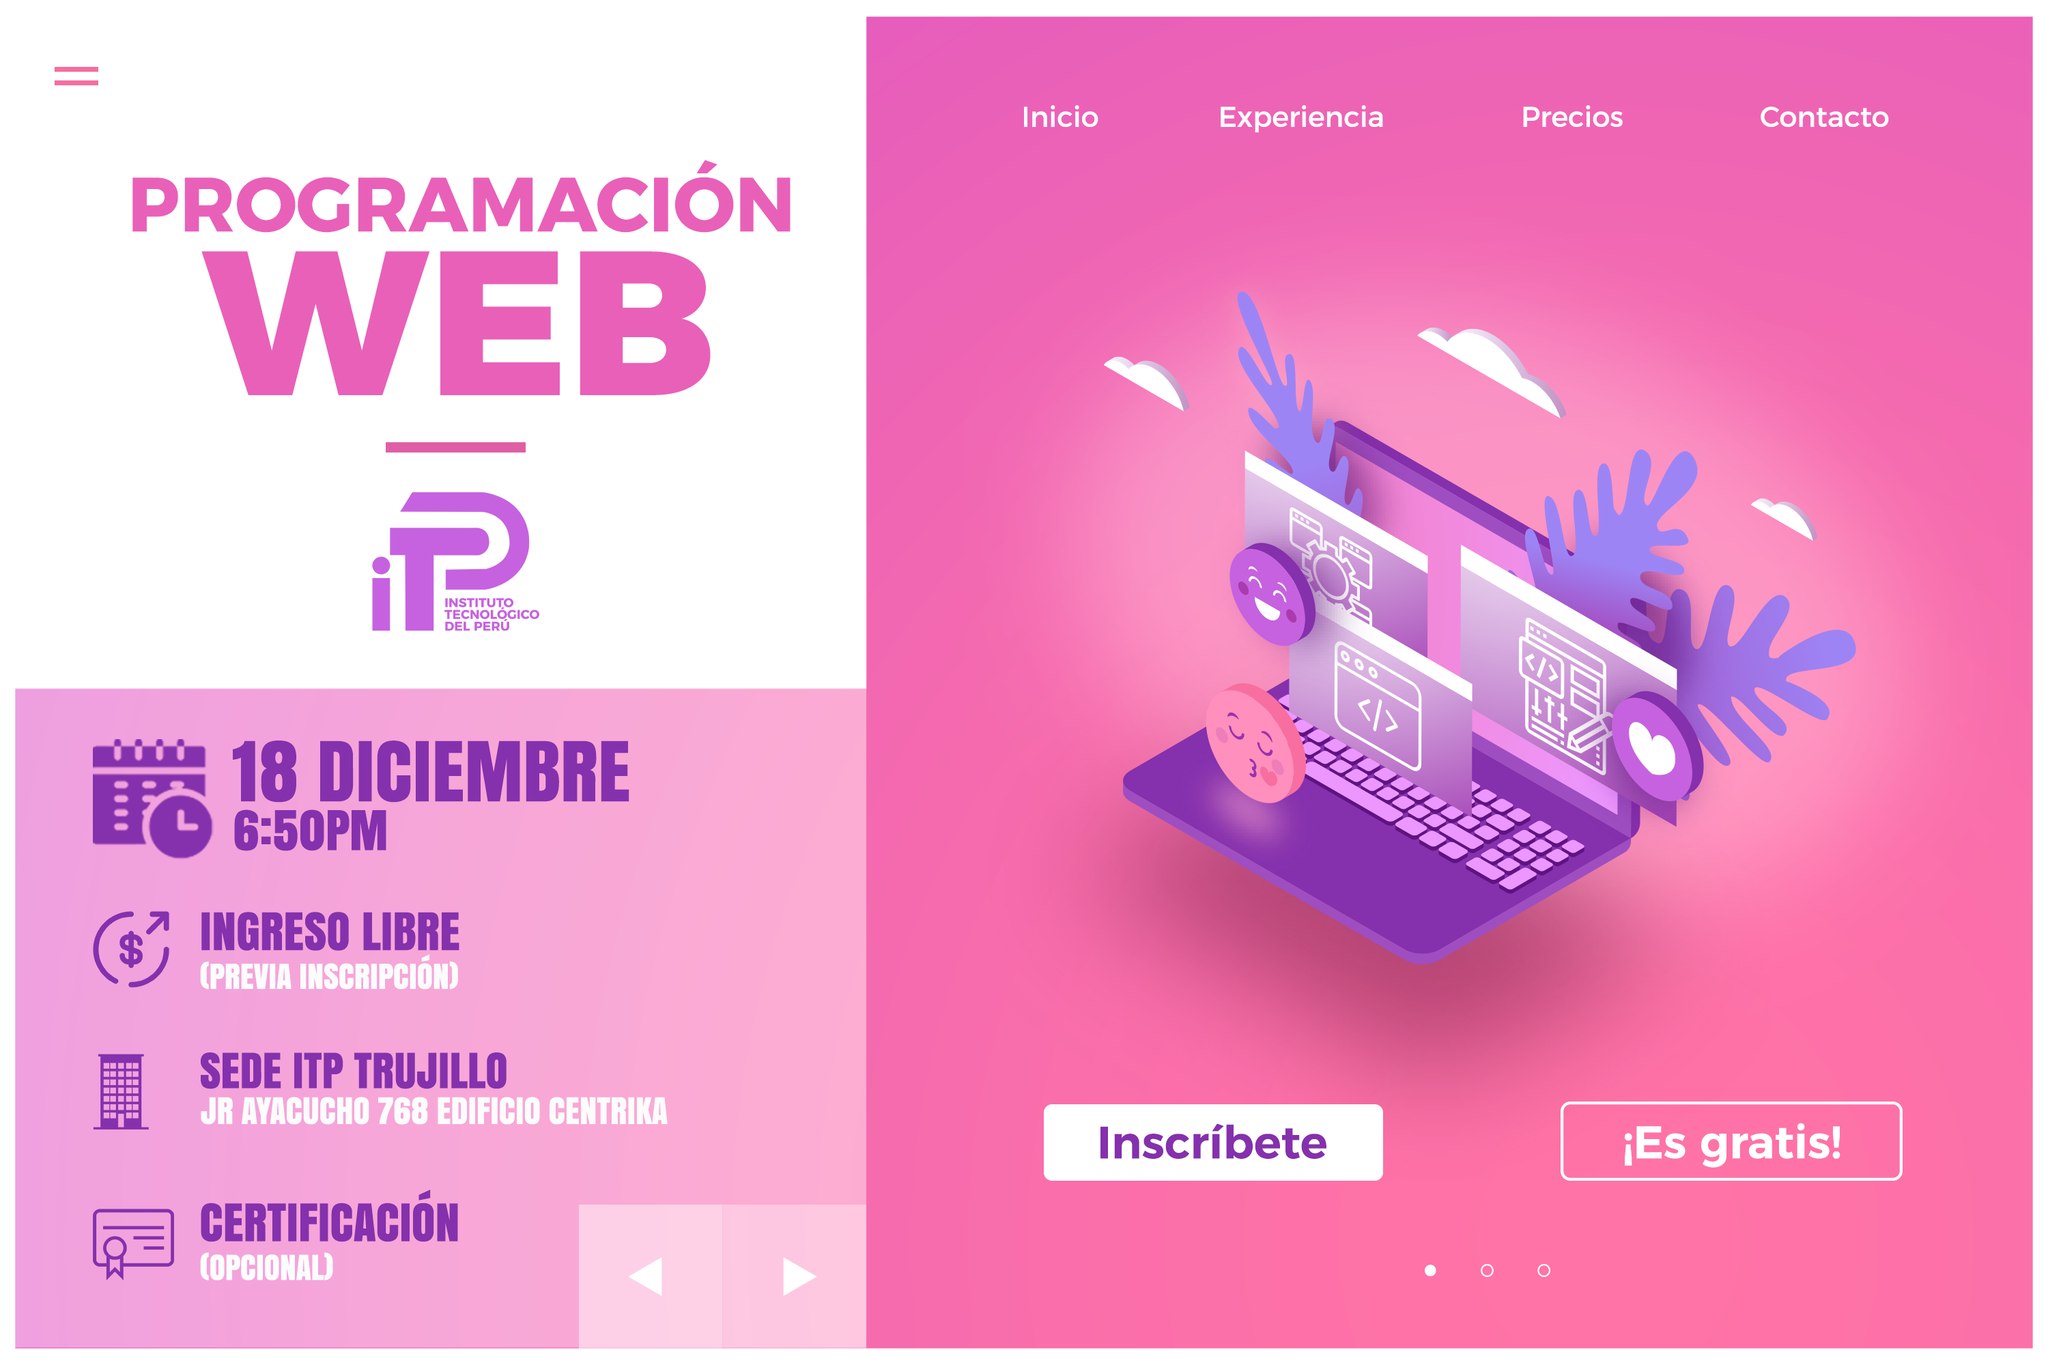 PROGRAMACIÓN
WEB
iTP
INSTITUTO
TECNOLÓGICO
DEL PERÚ
18 DICIEMBRE
6:50PM
INGRESO LIBRE
(PREVIA INSCRIPCIÓN)
SEDE ITP TRUJILLO
JR AYACUCHO 768 EDIFICIO CENTRIKA
CERTIFICACIÓN
(OPCIONAL)
Inicio Experiencia Precios Contacto
</>
</>
Inscríbete
¡Es gratis!